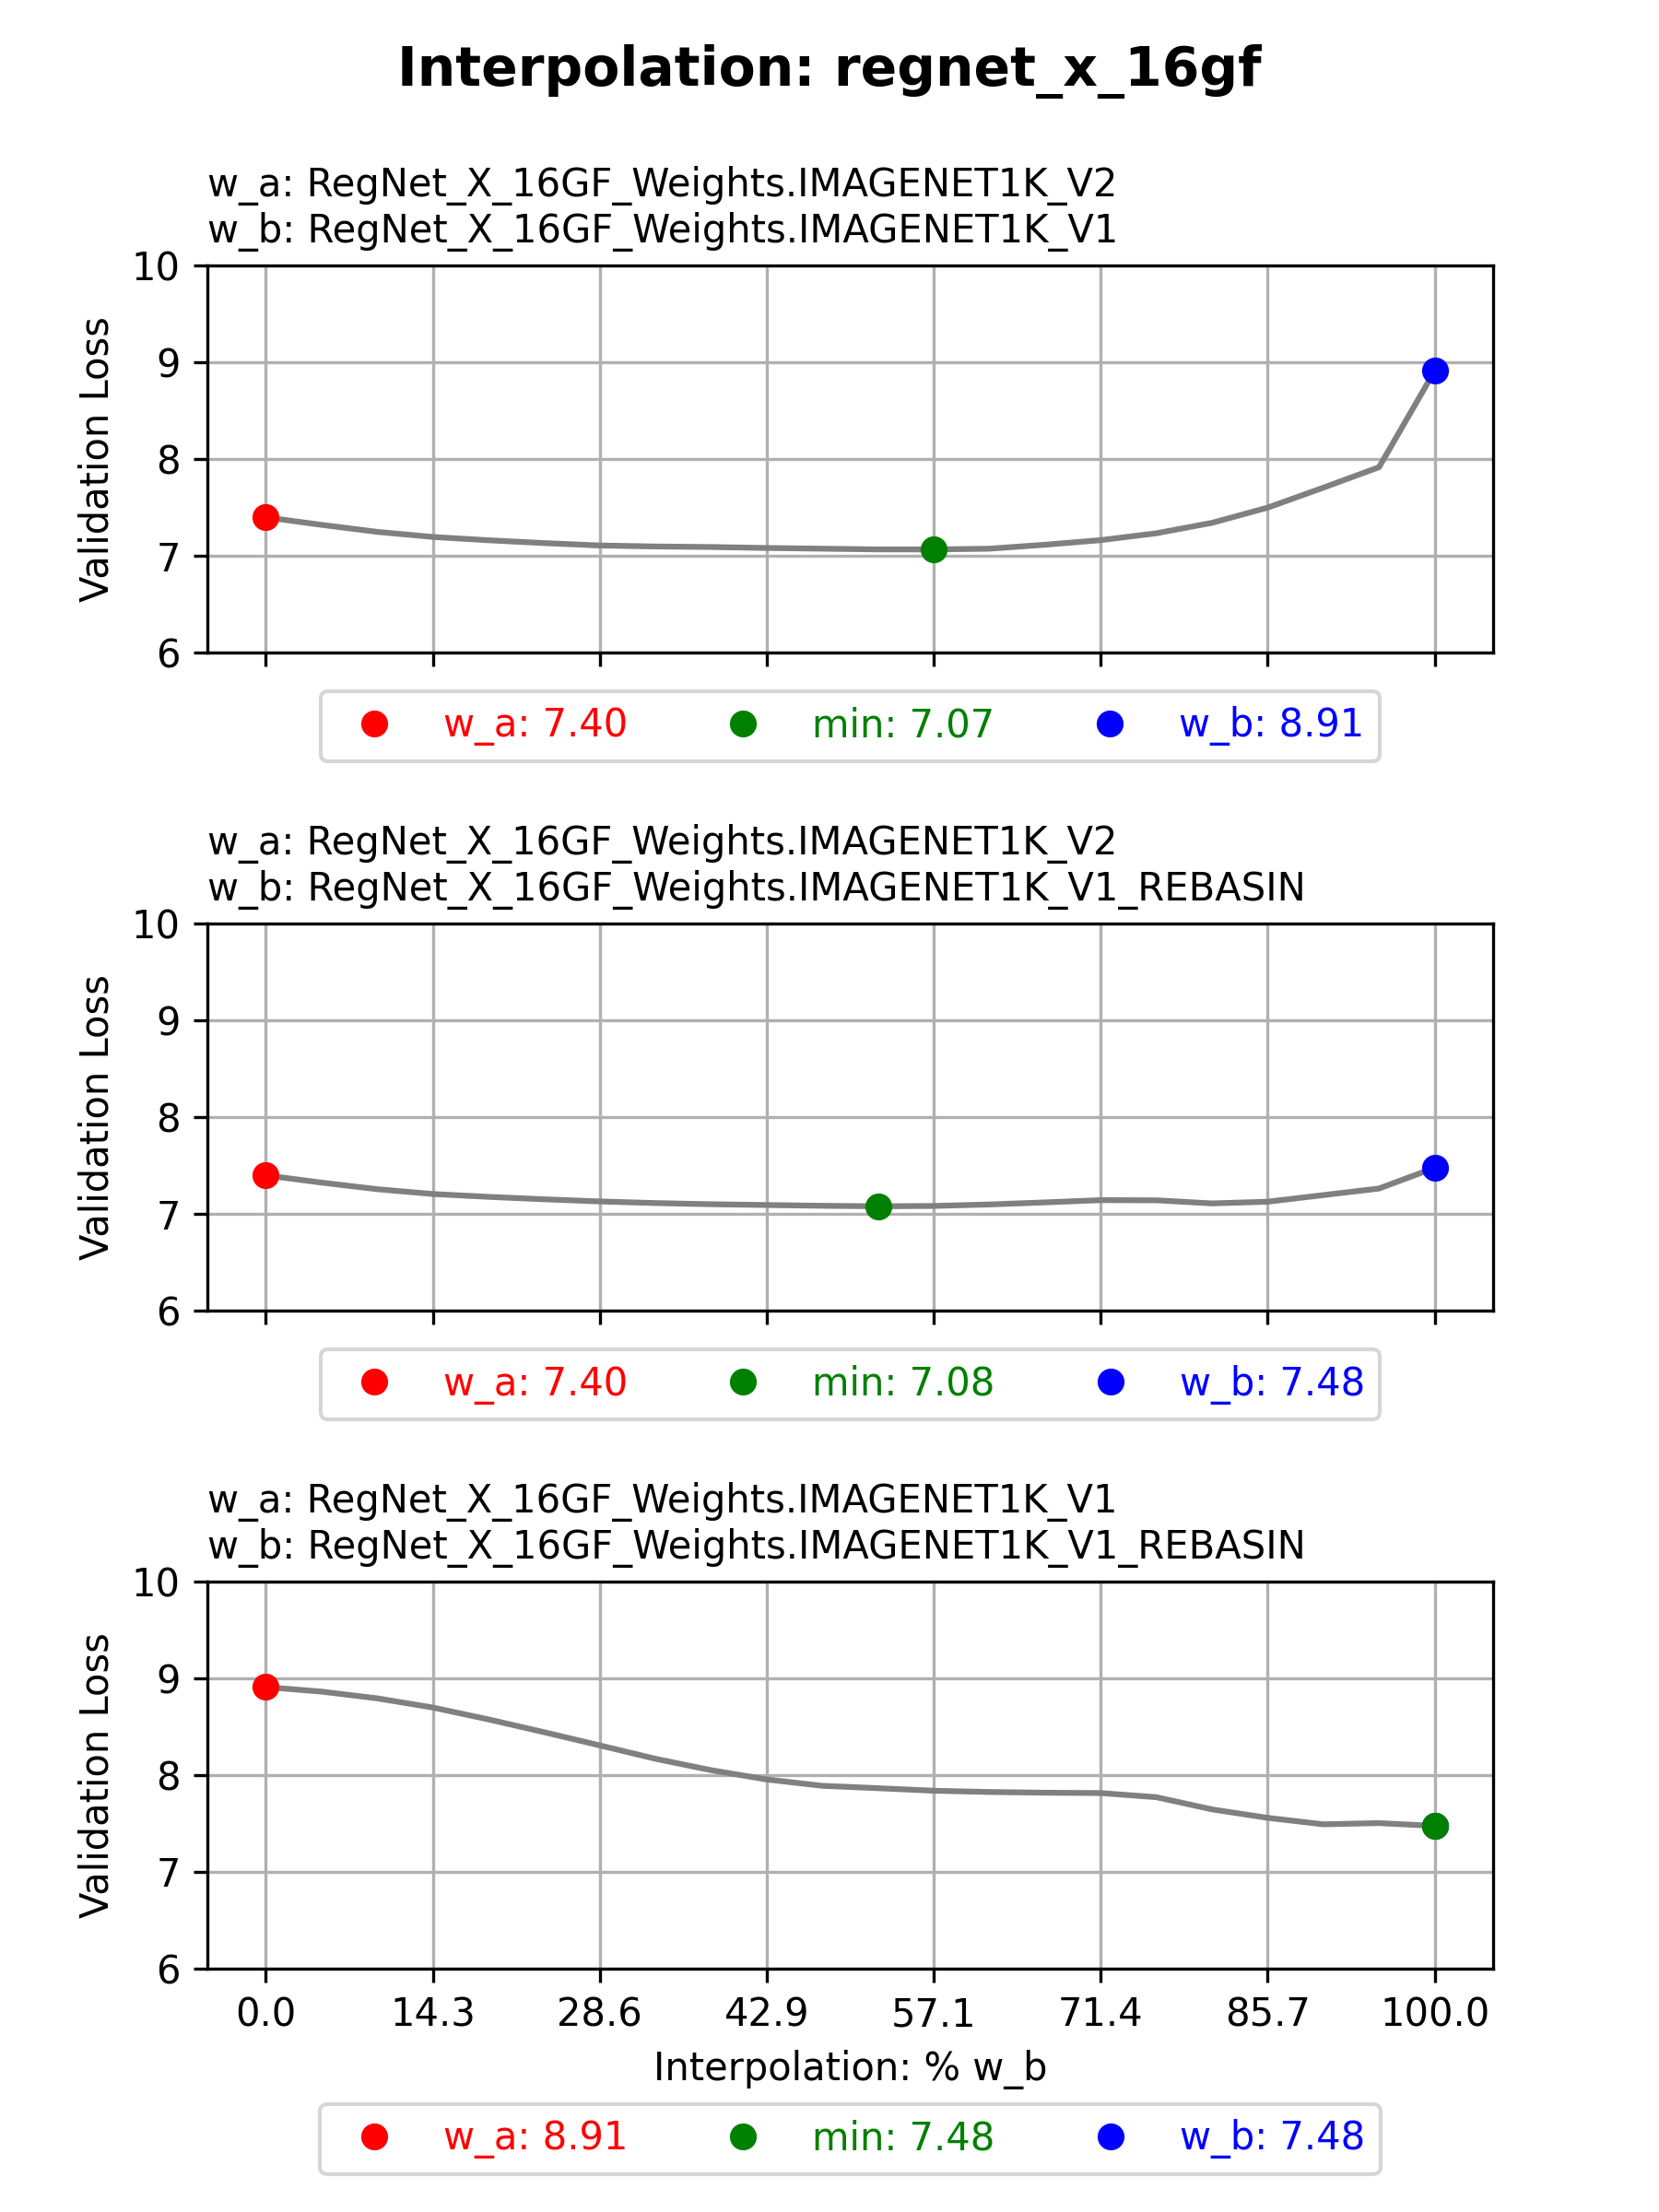 Interpolation: regnet_x_16gf
w_a: RegNet_X_16GF_Weights.IMAGENET1K_V2
w_b: RegNet_X_16GF_Weights.IMAGENET1K_V1
10
9
8
7
6
Validation Loss
w_a: 7.40 min: 7.07 w_b: 8.91
w_a: RegNet_X_16GF_Weights.IMAGENET1K_V2
w_b: RegNet_X_16GF_Weights.IMAGENET1K_V1_REBASIN
10
9
8
7
6
Validation Loss
w_a: 7.40 min: 7.08 w_b: 7.48
w_a: RegNet_X_16GF_Weights.IMAGENET1K_V1
w_b: RegNet_X_16GF_Weights.IMAGENET1K_V1_REBASIN
10
9
8
7
6
Validation Loss
0.0 14.3 28.6 42.9 57.1 71.4 85.7 100.0
Interpolation: % w_b
w_a: 8.91 min: 7.48 w_b: 7.48